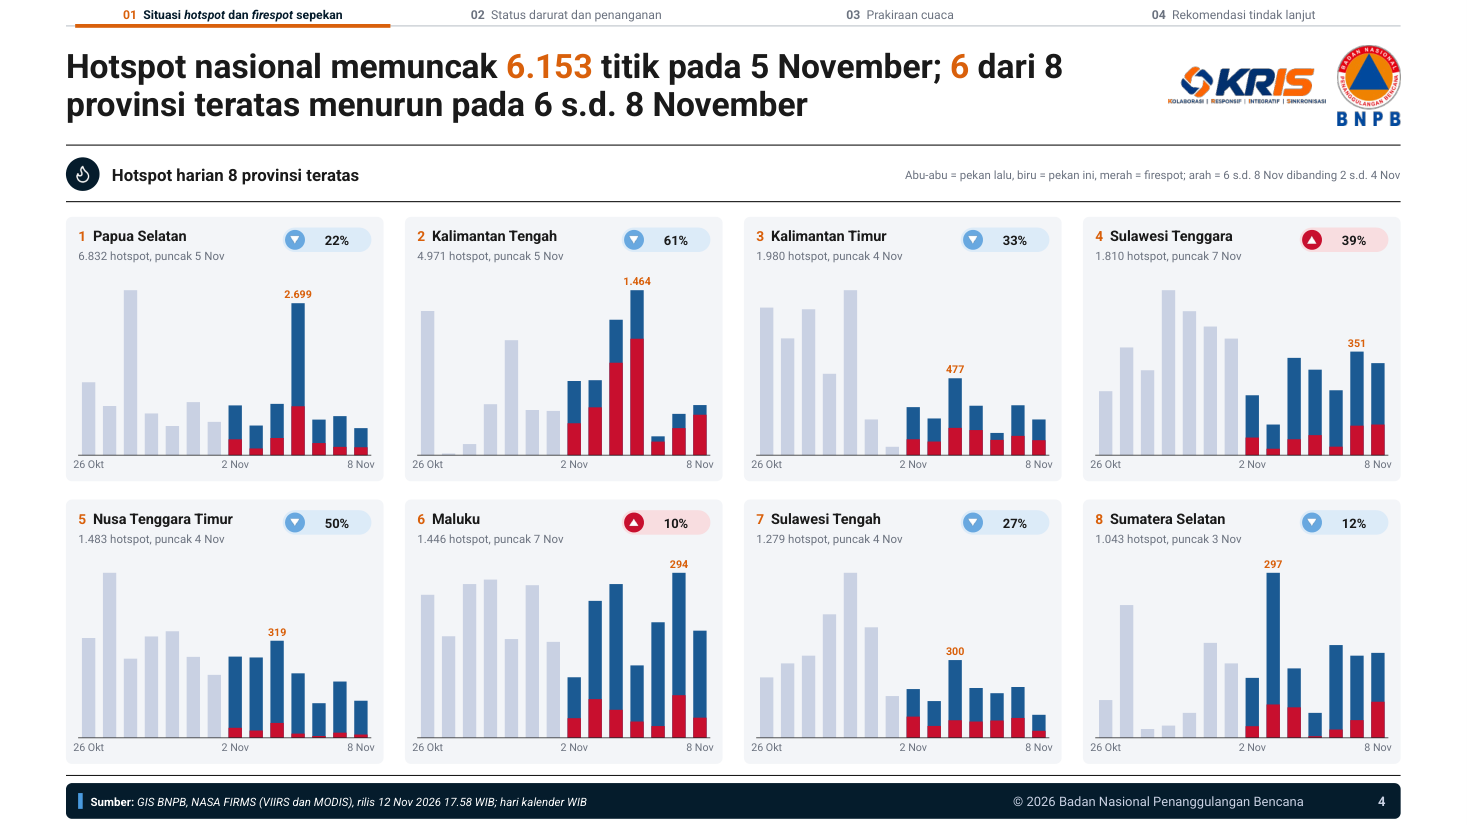 01 Situasi hotspot dan firespot sepekan
02 Status darurat dan penanganan
03 Prakiraan cuaca
04 Rekomendasi tindak lanjut
Hotspot nasional memuncak 6.153 titik pada 5 November; 6 dari 8
provinsi teratas menurun pada 6 s.d. 8 November
KRIS
KOLABORASI | RESPONSIF | INTEGRATIF | SINKRONISASI
BADAN NASIONAL
PENANGGULANGAN BENCANA
BNPB
Hotspot harian 8 provinsi teratas
Abu-abu = pekan lalu, biru = pekan ini, merah = firespot; arah = 6 s.d. 8 Nov dibanding 2 s.d. 4 Nov
1 Papua Selatan
22%
6.832 hotspot, puncak 5 Nov
2.699
26 Okt
2 Nov
8 Nov
2 Kalimantan Tengah
61%
4.971 hotspot, puncak 5 Nov
1.464
26 Okt
2 Nov
8 Nov
3 Kalimantan Timur
33%
1.980 hotspot, puncak 4 Nov
477
26 Okt
2 Nov
8 Nov
4 Sulawesi Tenggara
39%
1.810 hotspot, puncak 7 Nov
351
26 Okt
2 Nov
8 Nov
5 Nusa Tenggara Timur
50%
1.483 hotspot, puncak 4 Nov
319
26 Okt
2 Nov
8 Nov
6 Maluku
10%
1.446 hotspot, puncak 7 Nov
294
26 Okt
2 Nov
8 Nov
7 Sulawesi Tengah
27%
1.279 hotspot, puncak 4 Nov
300
26 Okt
2 Nov
8 Nov
8 Sumatera Selatan
12%
1.043 hotspot, puncak 3 Nov
297
26 Okt
2 Nov
8 Nov
Sumber: GIS BNPB, NASA FIRMS (VIIRS dan MODIS), rilis 12 Nov 2026 17.58 WIB; hari kalender WIB
© 2026 Badan Nasional Penanggulangan Bencana
4